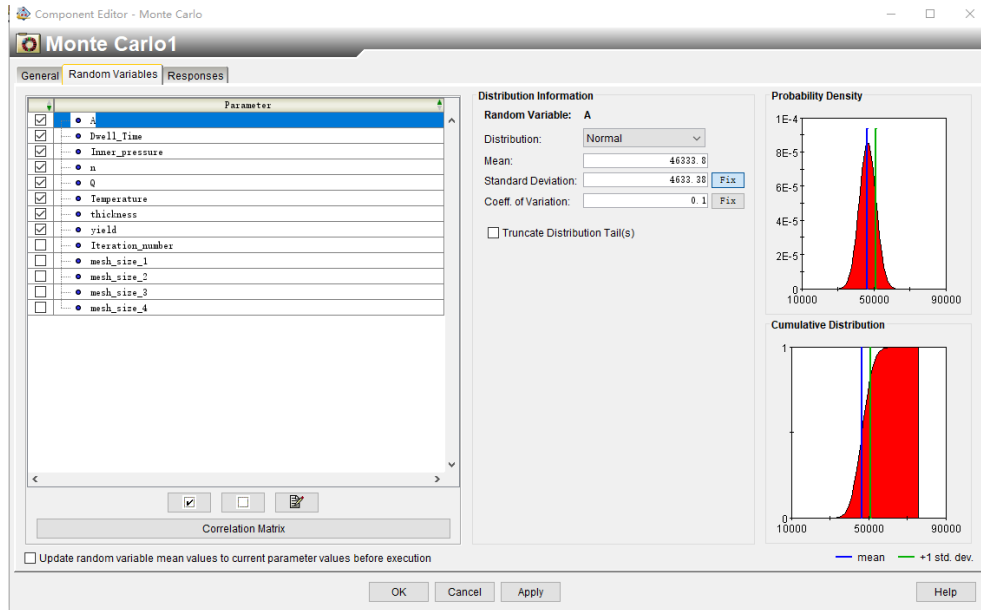 Component Editor - Monte Carlo
Monte Carlo1
General Random Variables Responses
Parameter
A
Dwell_Time
Inner_pressure
n
Q
Temperature
thickness
yield
Iteration_number
mesh_size_1
mesh_size_2
mesh_size_3
mesh_size_4
Correlation Matrix
Update random variable mean values to current parameter values before execution
Distribution Information
Random Variable: A
Distribution: Normal
Mean: 46333.8
Standard Deviation: 4633.38 Fix
Coeff. of Variation: 0.1 Fix
Truncate Distribution Tail(s)
Probability Density
1E-4
8E-5
6E-5
4E-5
2E-5
0
10000 50000 90000
Cumulative Distribution
1
0
10000 50000 90000
mean +1 std. dev.
OK Cancel Apply Help